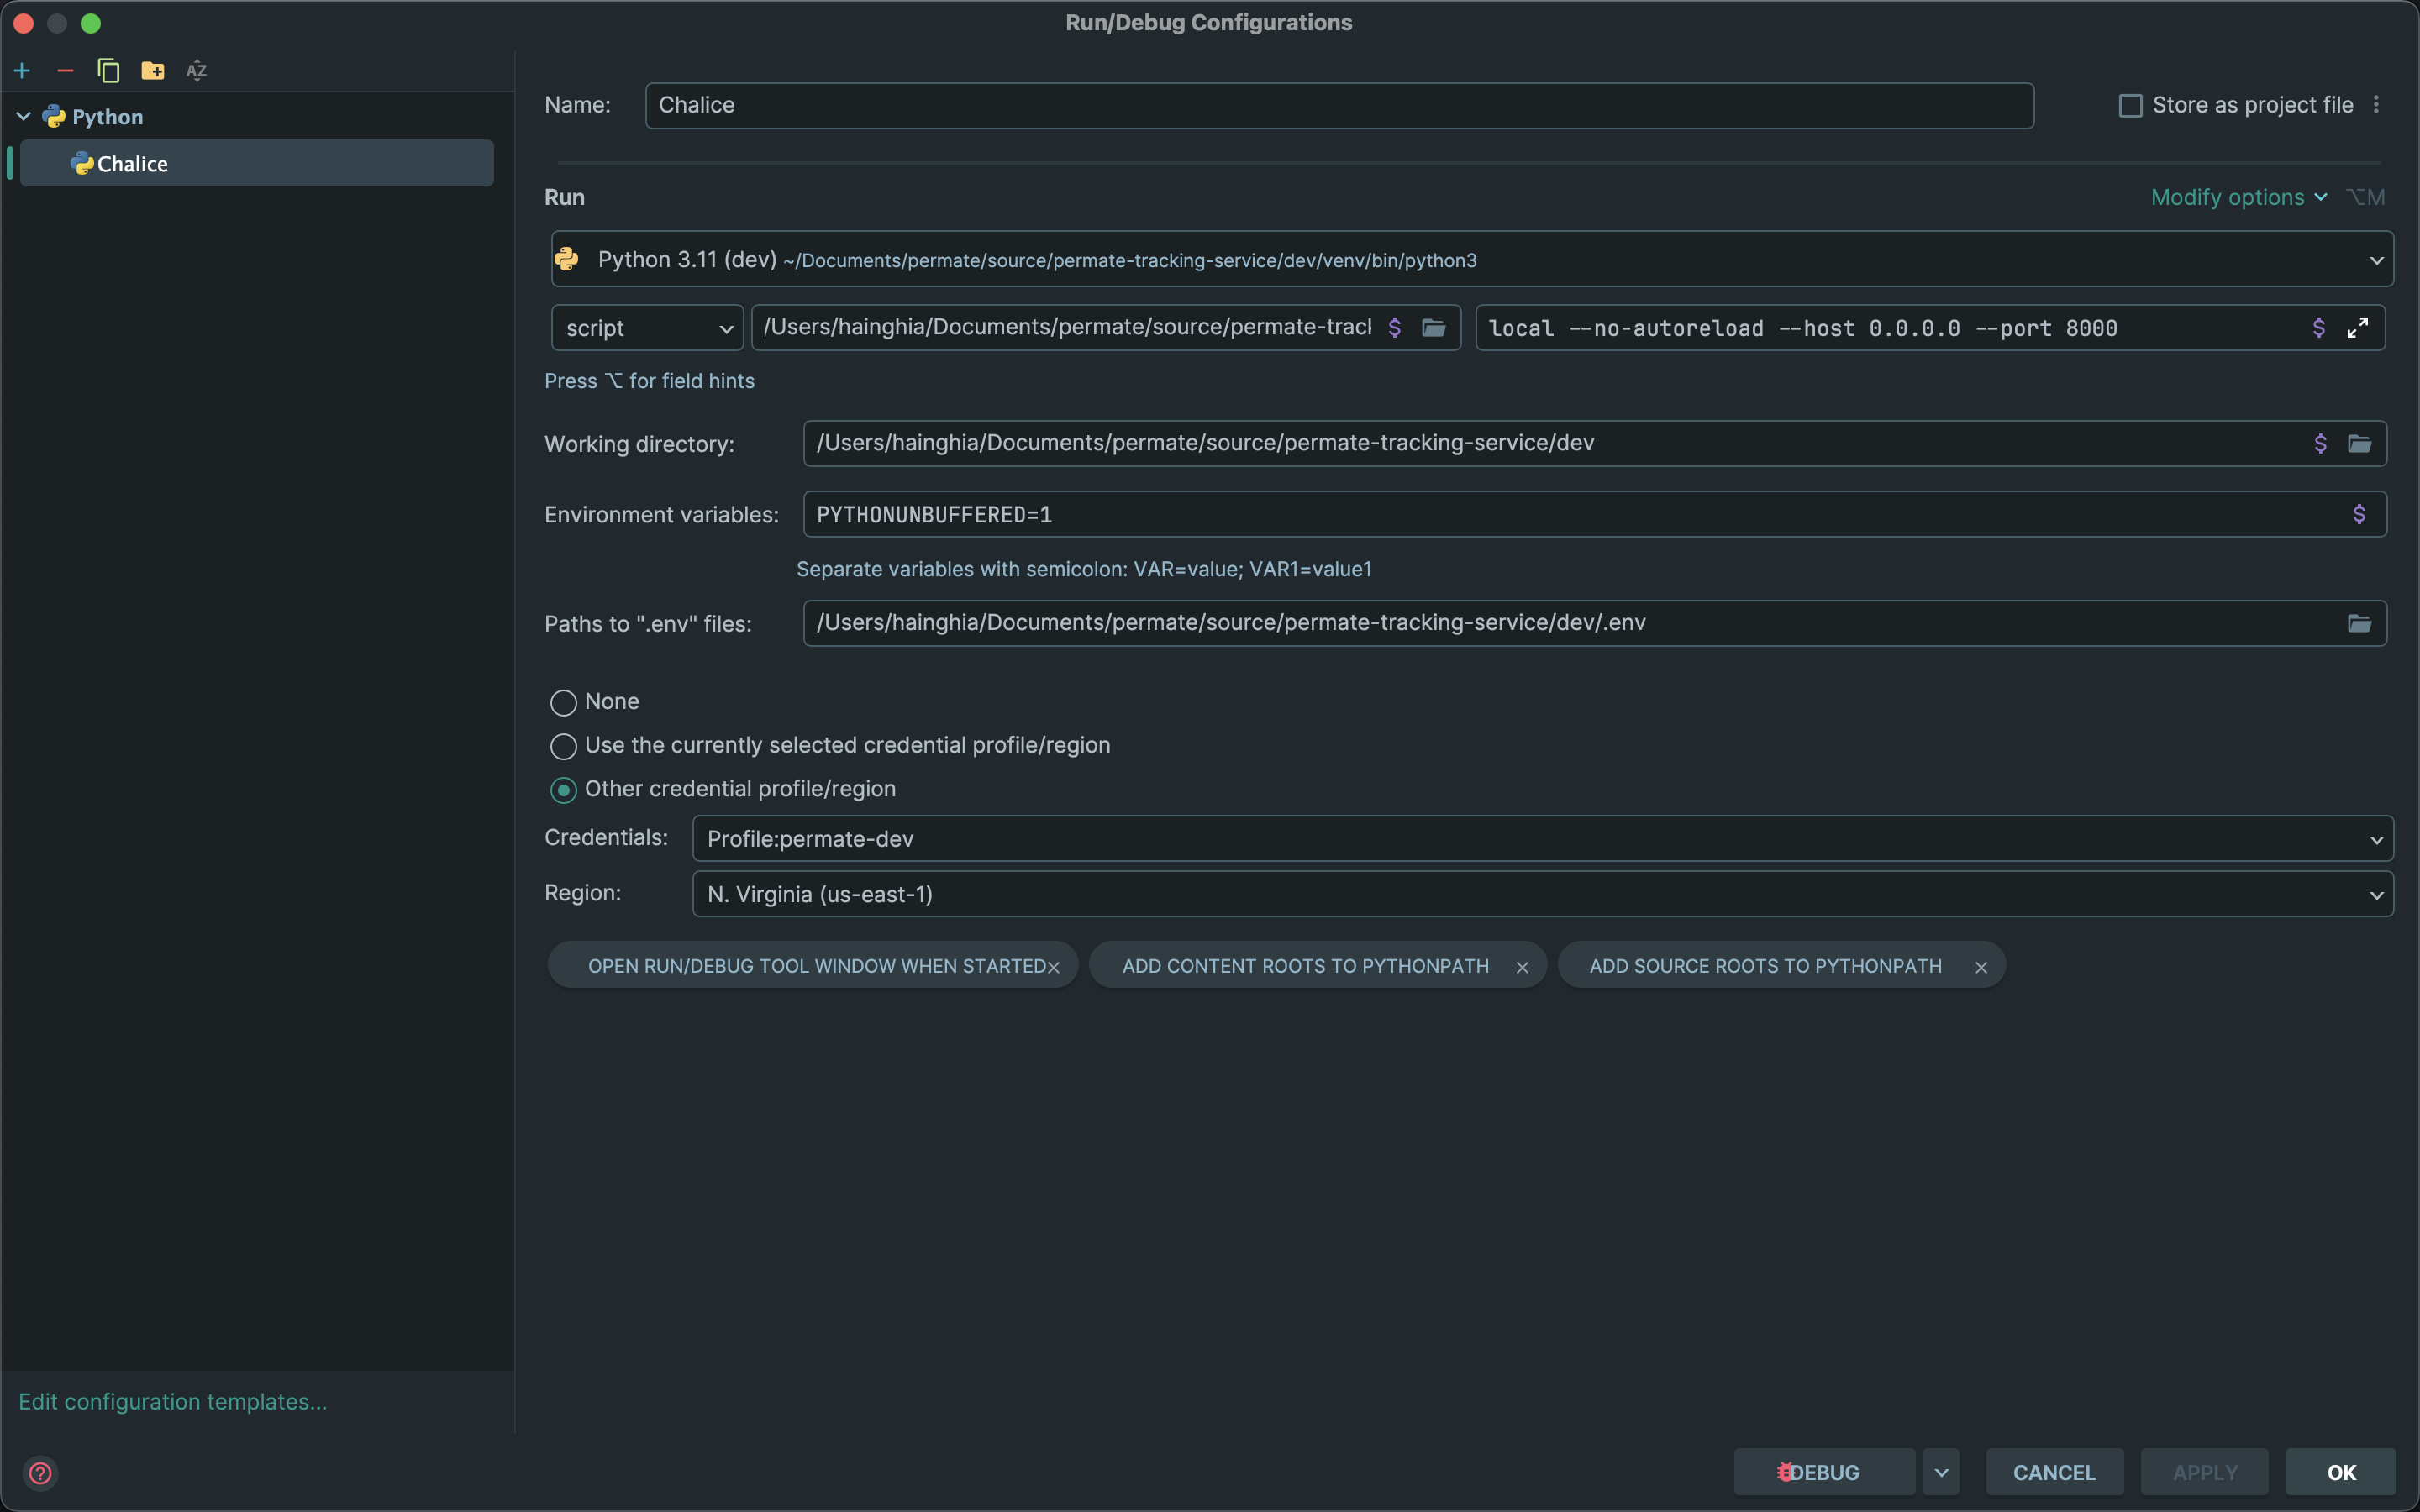 Run/Debug Configurations
AZ
Python
Chalice
Name:
Chalice
Store as project file
Run
Modify options
⌥M
Python 3.11 (dev) ~/Documents/permate/source/permate-tracking-service/dev/venv/bin/python3
script
/Users/hainghia/Documents/permate/source/permate-tracl
$
local --no-autoreload --host 0.0.0.0 --port 8000
$
Press ⌥ for field hints
Working directory:
/Users/hainghia/Documents/permate/source/permate-tracking-service/dev
$
Environment variables:
PYTHONUNBUFFERED=1
$
Separate variables with semicolon: VAR=value; VAR1=value1
Paths to ".env" files:
/Users/hainghia/Documents/permate/source/permate-tracking-service/dev/.env
None
Use the currently selected credential profile/region
Other credential profile/region
Credentials:
Profile:permate-dev
Region:
N. Virginia (us-east-1)
OPEN RUN/DEBUG TOOL WINDOW WHEN STARTED
ADD CONTENT ROOTS TO PYTHONPATH
ADD SOURCE ROOTS TO PYTHONPATH
Edit configuration templates...
?
DEBUG
CANCEL
APPLY
OK